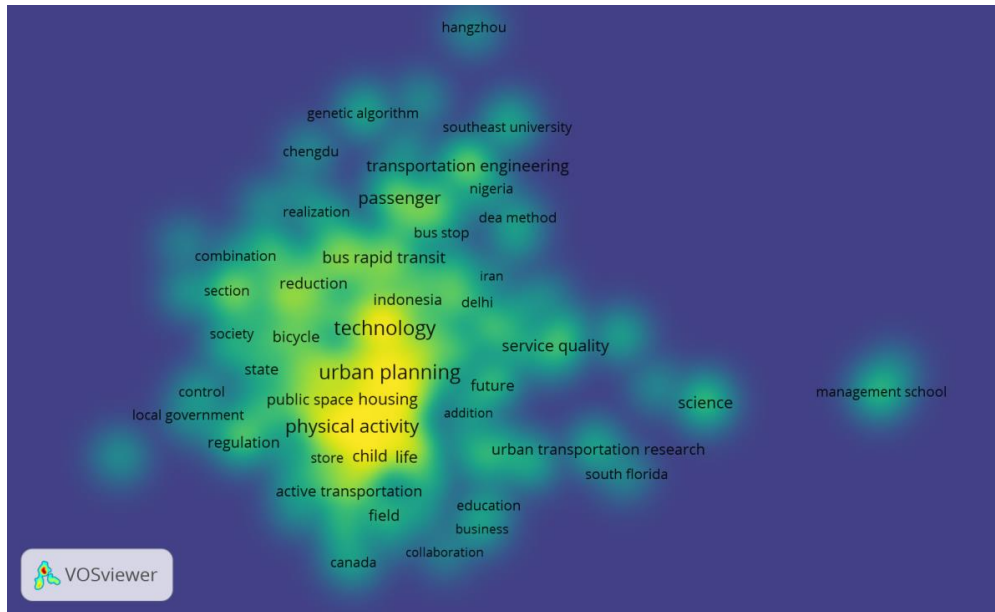 hangzhou
genetic algorithm
southeast university
chengdu
transportation engineering
nigeria
passenger
realization
dea method
bus stop
combination
bus rapid transit
iran
section
reduction
indonesia
delhi
society
bicycle
technology
service quality
state
urban planning
future
control
public space
housing
management school
local government
addition
science
regulation
physical activity
store
child
life
urban transportation research
south florida
active transportation
field
education
business
canada
collaboration
VOSviewer